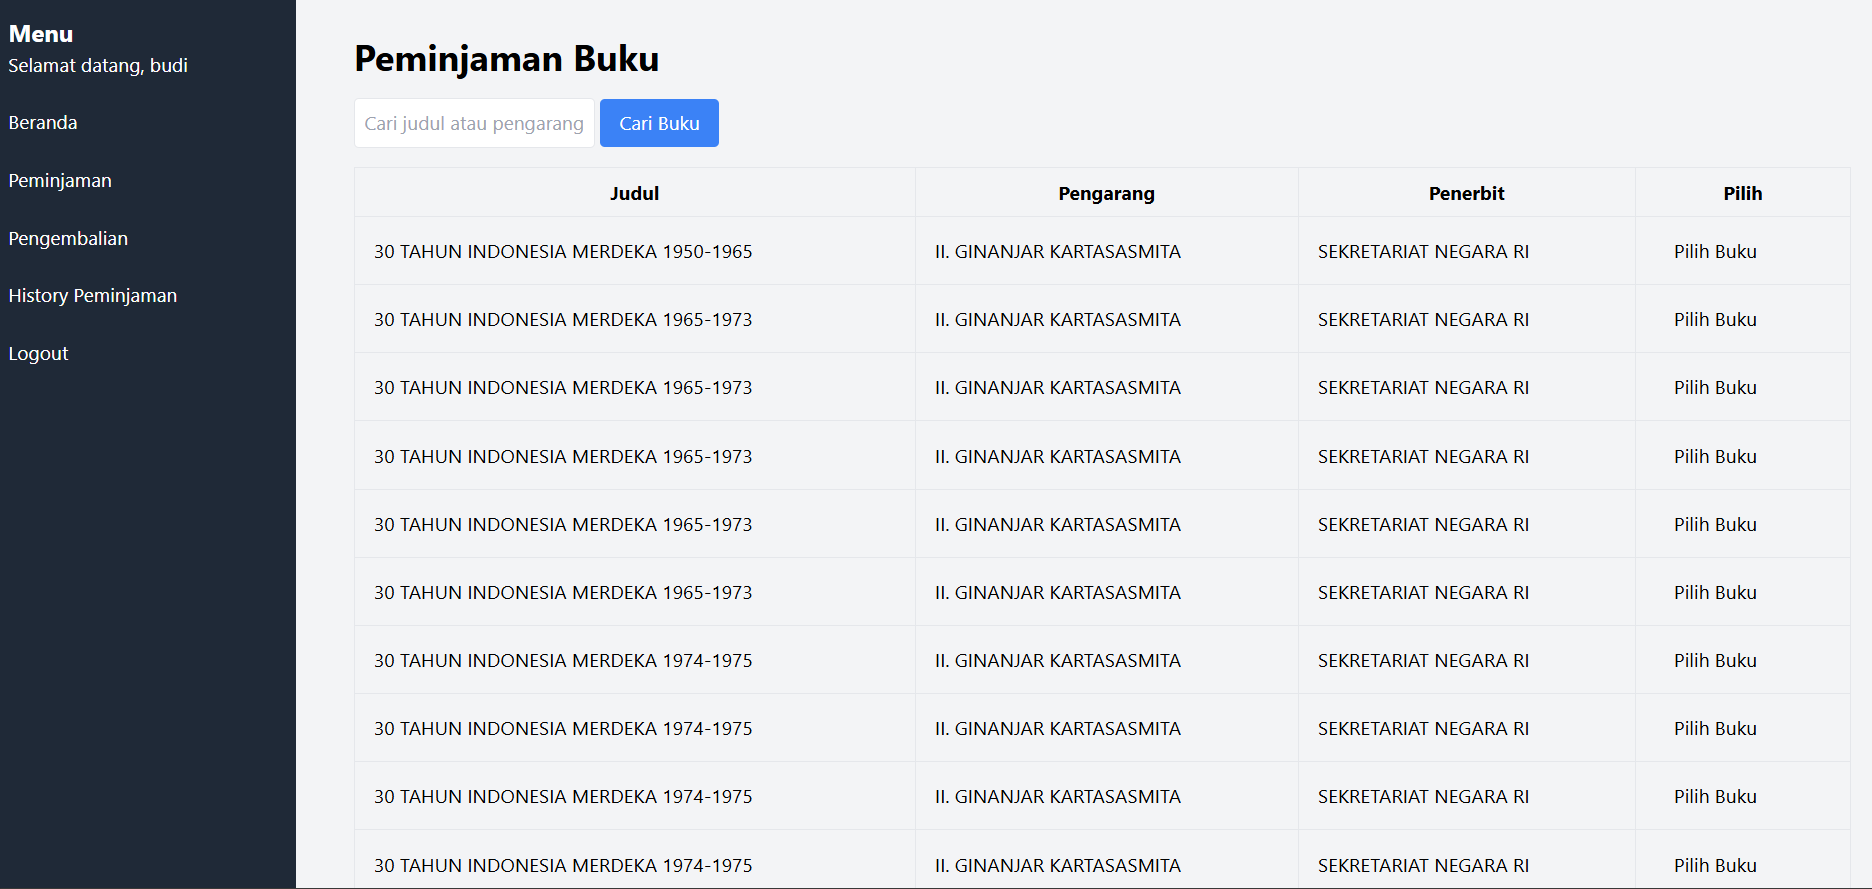 Menu
Selamat datang, budi
Beranda
Peminjaman
Pengembalian
History Peminjaman
Logout
Peminjaman Buku
Cari judul atau pengarang Cari Buku
Judul Pengarang Penerbit Pilih
30 TAHUN INDONESIA MERDEKA 1950-1965 II. GINANJAR KARTASASMITA SEKRETARIAT NEGARA RI Pilih Buku
30 TAHUN INDONESIA MERDEKA 1965-1973 II. GINANJAR KARTASASMITA SEKRETARIAT NEGARA RI Pilih Buku
30 TAHUN INDONESIA MERDEKA 1965-1973 II. GINANJAR KARTASASMITA SEKRETARIAT NEGARA RI Pilih Buku
30 TAHUN INDONESIA MERDEKA 1965-1973 II. GINANJAR KARTASASMITA SEKRETARIAT NEGARA RI Pilih Buku
30 TAHUN INDONESIA MERDEKA 1965-1973 II. GINANJAR KARTASASMITA SEKRETARIAT NEGARA RI Pilih Buku
30 TAHUN INDONESIA MERDEKA 1965-1973 II. GINANJAR KARTASASMITA SEKRETARIAT NEGARA RI Pilih Buku
30 TAHUN INDONESIA MERDEKA 1974-1975 II. GINANJAR KARTASASMITA SEKRETARIAT NEGARA RI Pilih Buku
30 TAHUN INDONESIA MERDEKA 1974-1975 II. GINANJAR KARTASASMITA SEKRETARIAT NEGARA RI Pilih Buku
30 TAHUN INDONESIA MERDEKA 1974-1975 II. GINANJAR KARTASASMITA SEKRETARIAT NEGARA RI Pilih Buku
30 TAHUN INDONESIA MERDEKA 1974-1975 II. GINANJAR KARTASASMITA SEKRETARIAT NEGARA RI Pilih Buku